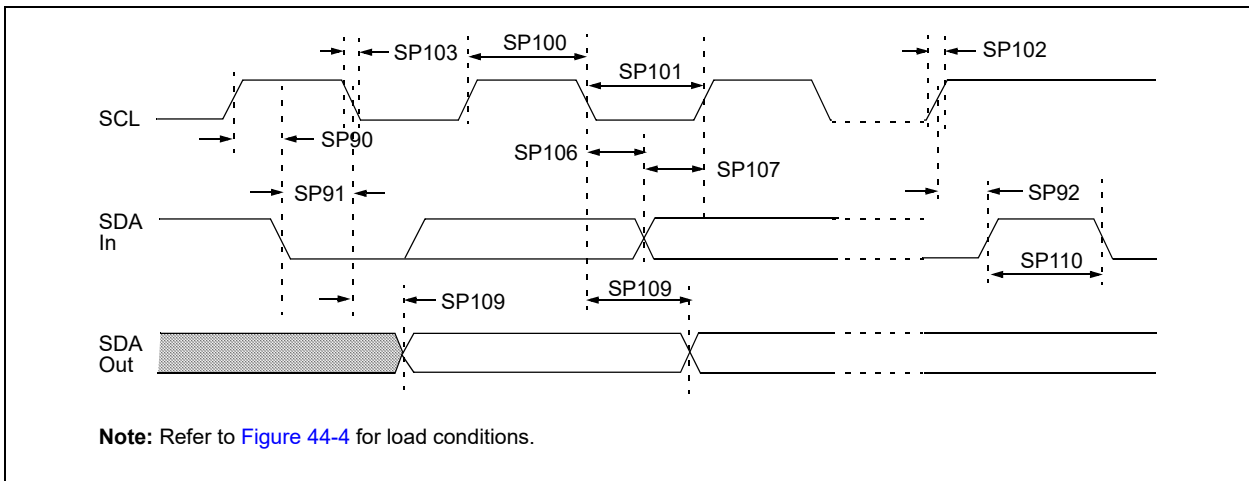 SP103
SP100
SP101
SP102
SCL
SP90
SP106
SP107
SP91
SP92
SDA
In
SP110
SP109
SP109
SDA
Out
Note: Refer to Figure 44-4 for load conditions.